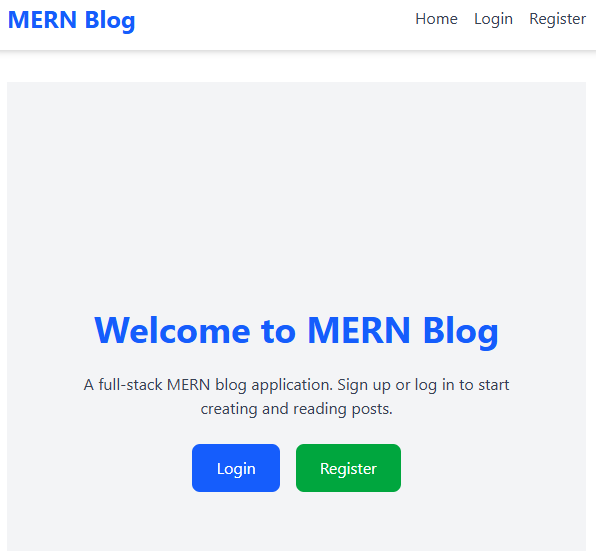 MERN Blog
Home Login Register
Welcome to MERN Blog
A full-stack MERN blog application. Sign up or log in to start
creating and reading posts.
Login Register